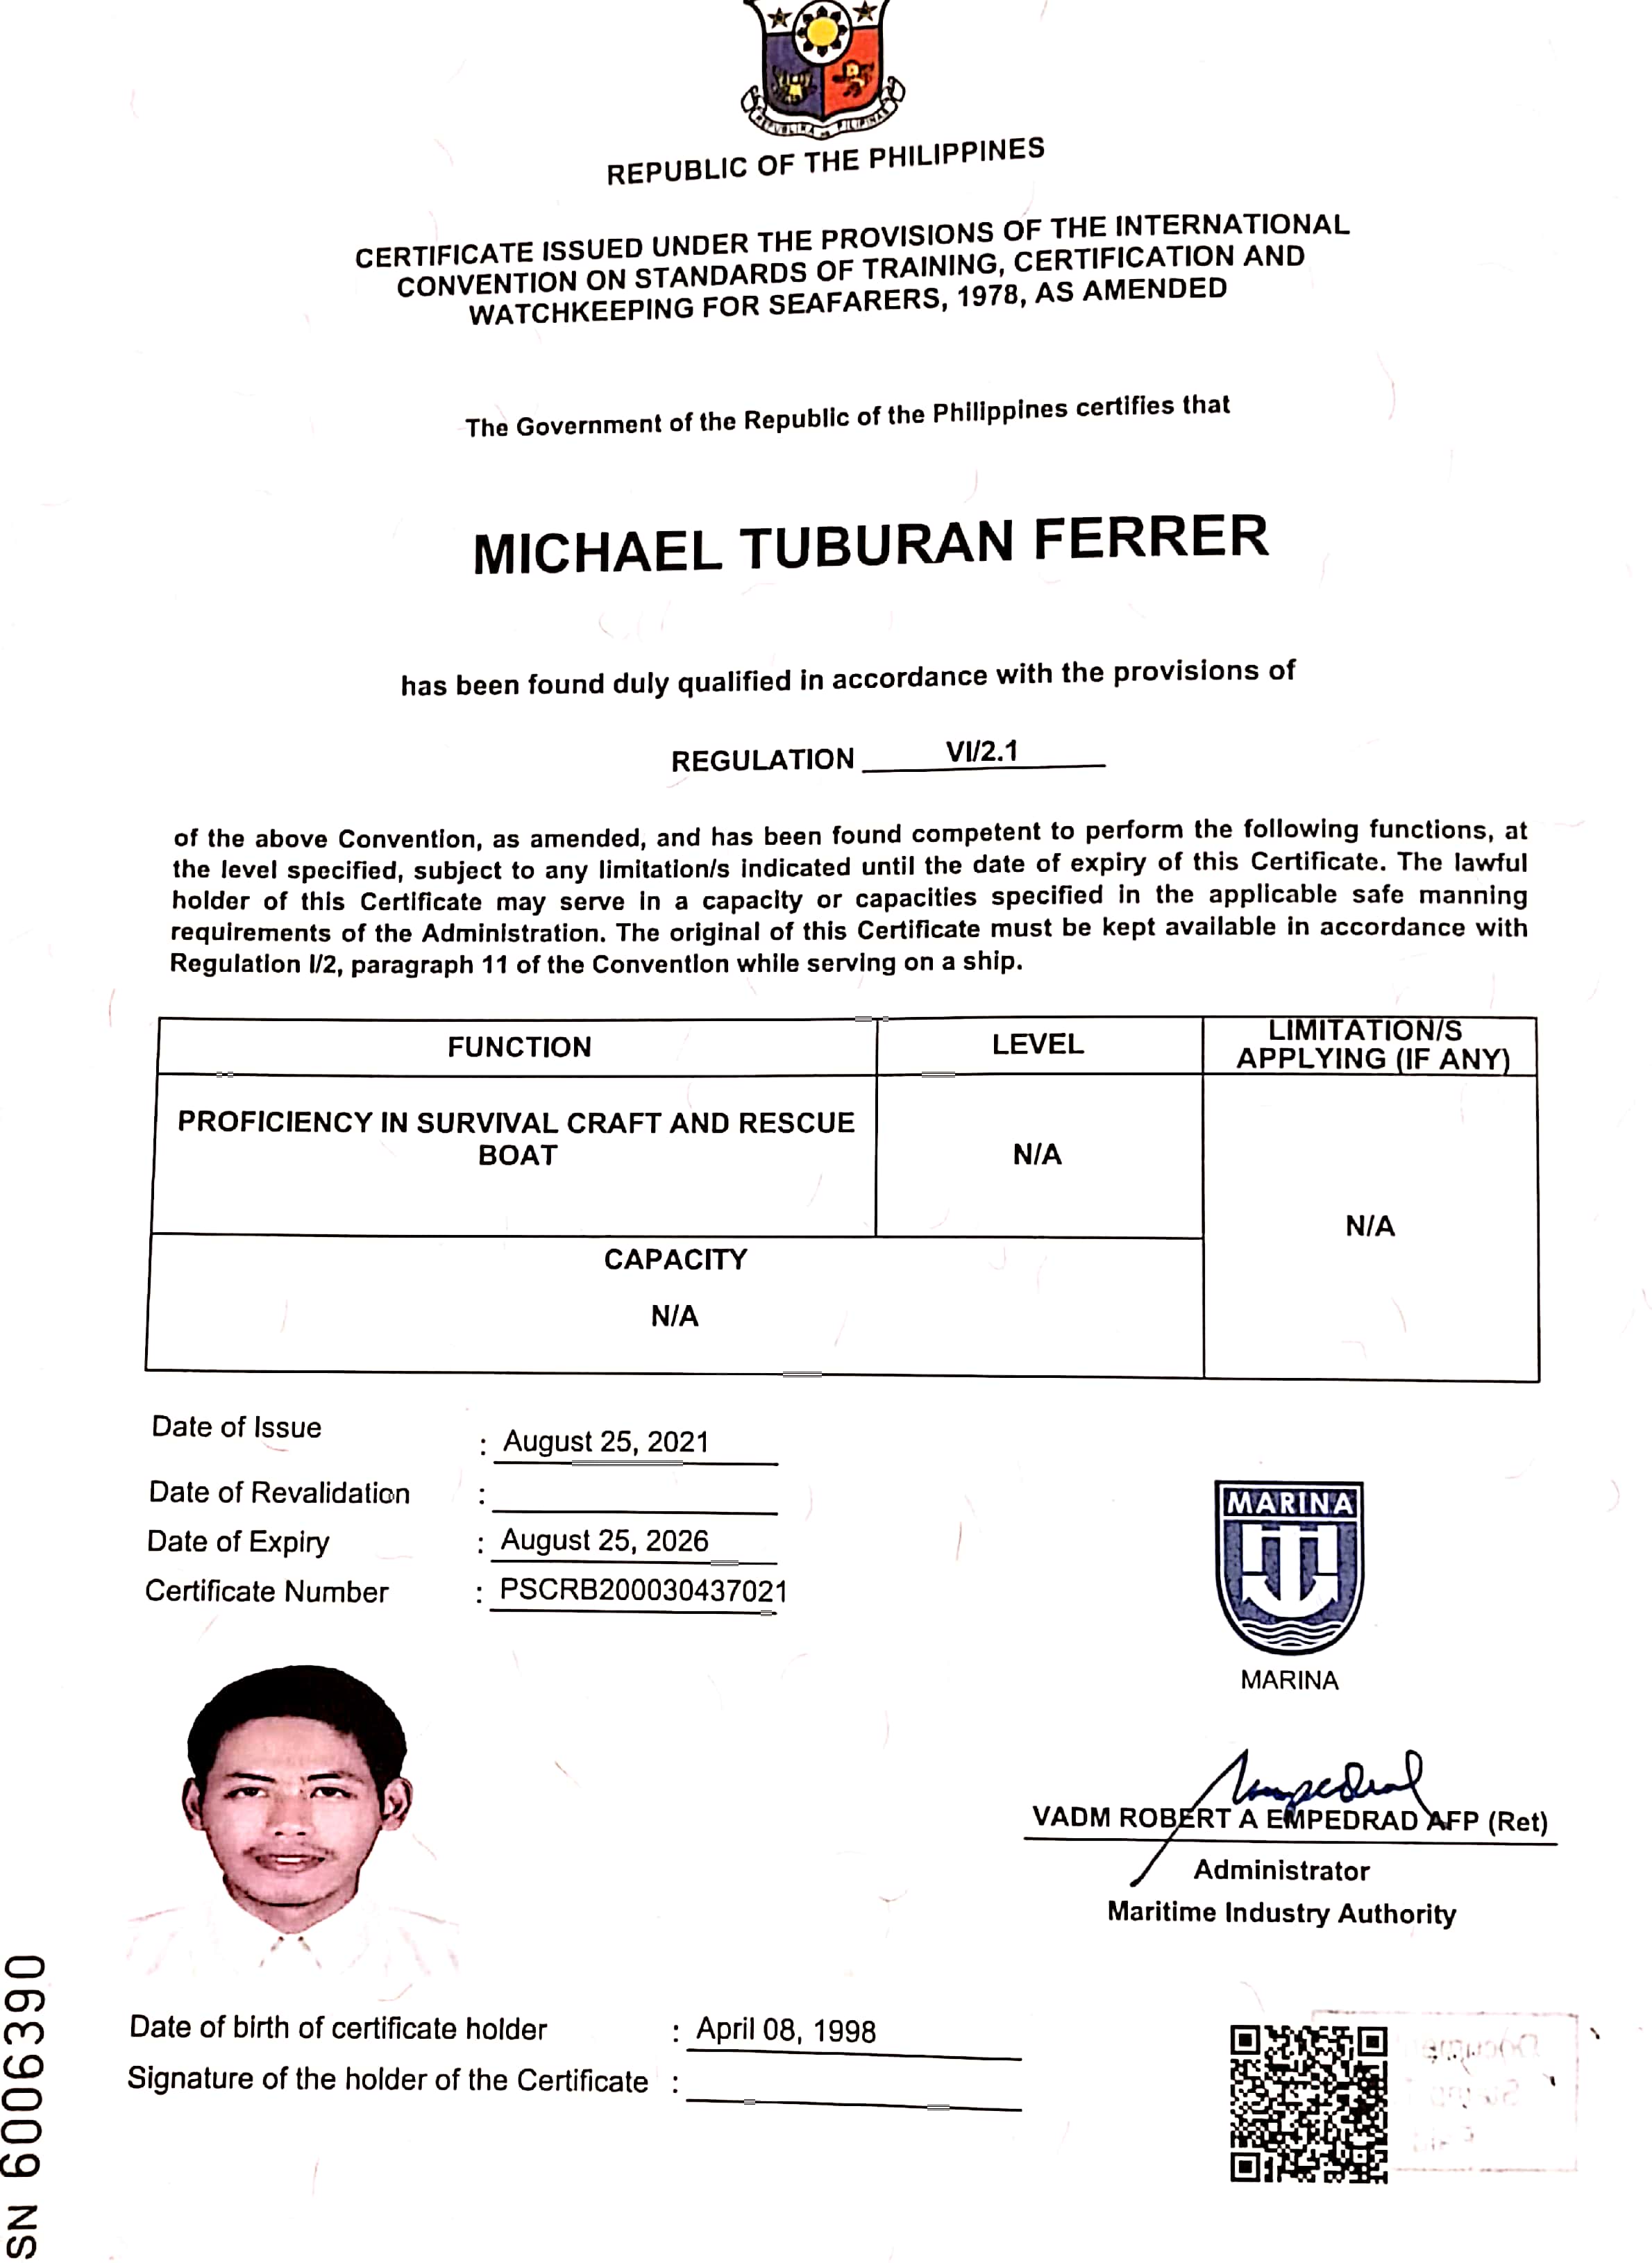 REPUBLIKA NG PILIPINAS
REPUBLIC OF THE PHILIPPINES
CERTIFICATE ISSUED UNDER THE PROVISIONS OF THE INTERNATIONAL
CONVENTION ON STANDARDS OF TRAINING, CERTIFICATION AND
WATCHKEEPING FOR SEAFARERS, 1978, AS AMENDED
The Government of the Republic of the Philippines certifies that
MICHAEL TUBURAN FERRER
has been found duly qualified in accordance with the provisions of
REGULATION VI/2.1
of the above Convention, as amended, and has been found competent to perform the following functions, at
the level specified, subject to any limitation/s indicated until the date of expiry of this Certificate. The lawful
holder of this Certificate may serve in a capacity or capacities specified in the applicable safe manning
requirements of the Administration. The original of this Certificate must be kept available in accordance with
Regulation I/2, paragraph 11 of the Convention while serving on a ship.
FUNCTION LEVEL LIMITATION/S
APPLYING (IF ANY)
PROFICIENCY IN SURVIVAL CRAFT AND RESCUE
BOAT
N/A
N/A
CAPACITY
N/A
Date of Issue : August 25, 2021
Date of Revalidation :
Date of Expiry : August 25, 2026
Certificate Number : PSCRB200030437021
MARINA
MARINA
VADM ROBERT A EMPEDRAD AFP (Ret)
Administrator
Maritime Industry Authority
Date of birth of certificate holder : April 08, 1998
Signature of the holder of the Certificate :
SN 6006390